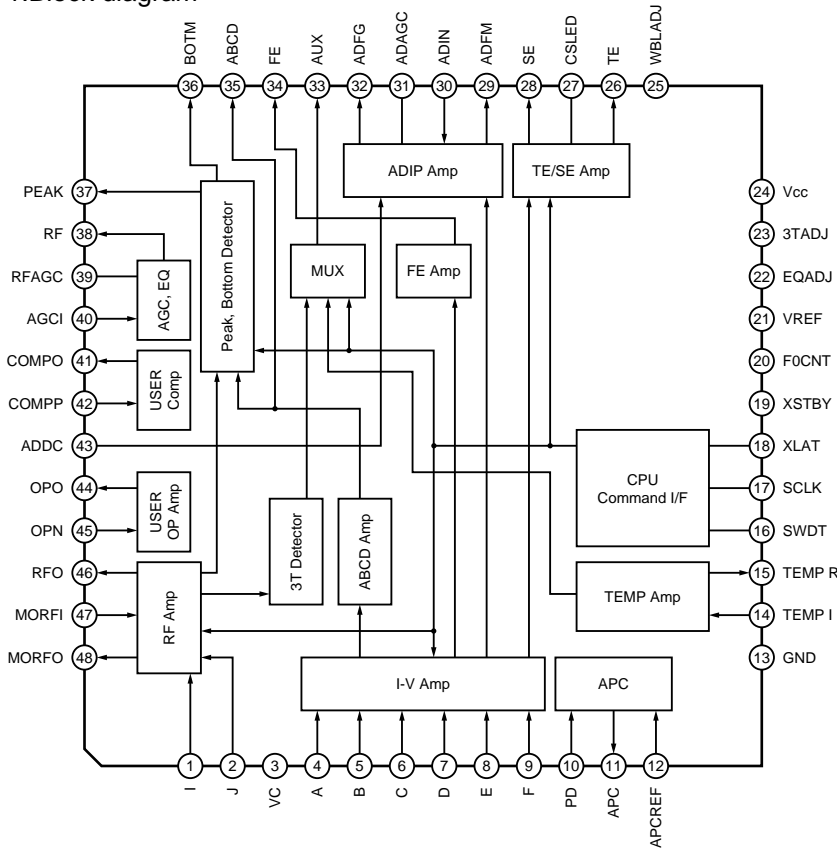 BOTM
ABCD
FE
AUX
ADFG
ADAGC
ADIN
ADFM
SE
CSLED
TE
WBLADJ
36
35
34
33
32
31
30
29
28
27
26
25
PEAK 37
RF 38
RFAGC 39
AGCI 40
COMPO 41
COMPP 42
ADDC 43
OPO 44
OPN 45
RFO 46
MORFI 47
MORFO 48
Peak, Bottom Detector
AGC, EQ
USER
Comp
USER
OP Amp
RF Amp
ADIP Amp
TE/SE Amp
MUX
FE Amp
3T Detector
ABCD Amp
CPU
Command I/F
TEMP Amp
I-V Amp
APC
24 Vcc
23 3TADJ
22 EQADJ
21 VREF
20 F0CNT
19 XSTBY
18 XLAT
17 SCLK
16 SWDT
15 TEMP R
14 TEMP I
13 GND
1
2
3
4
5
6
7
8
9
10
11
12
I
J
VC
A
B
C
D
E
F
PD
APC
APCREF